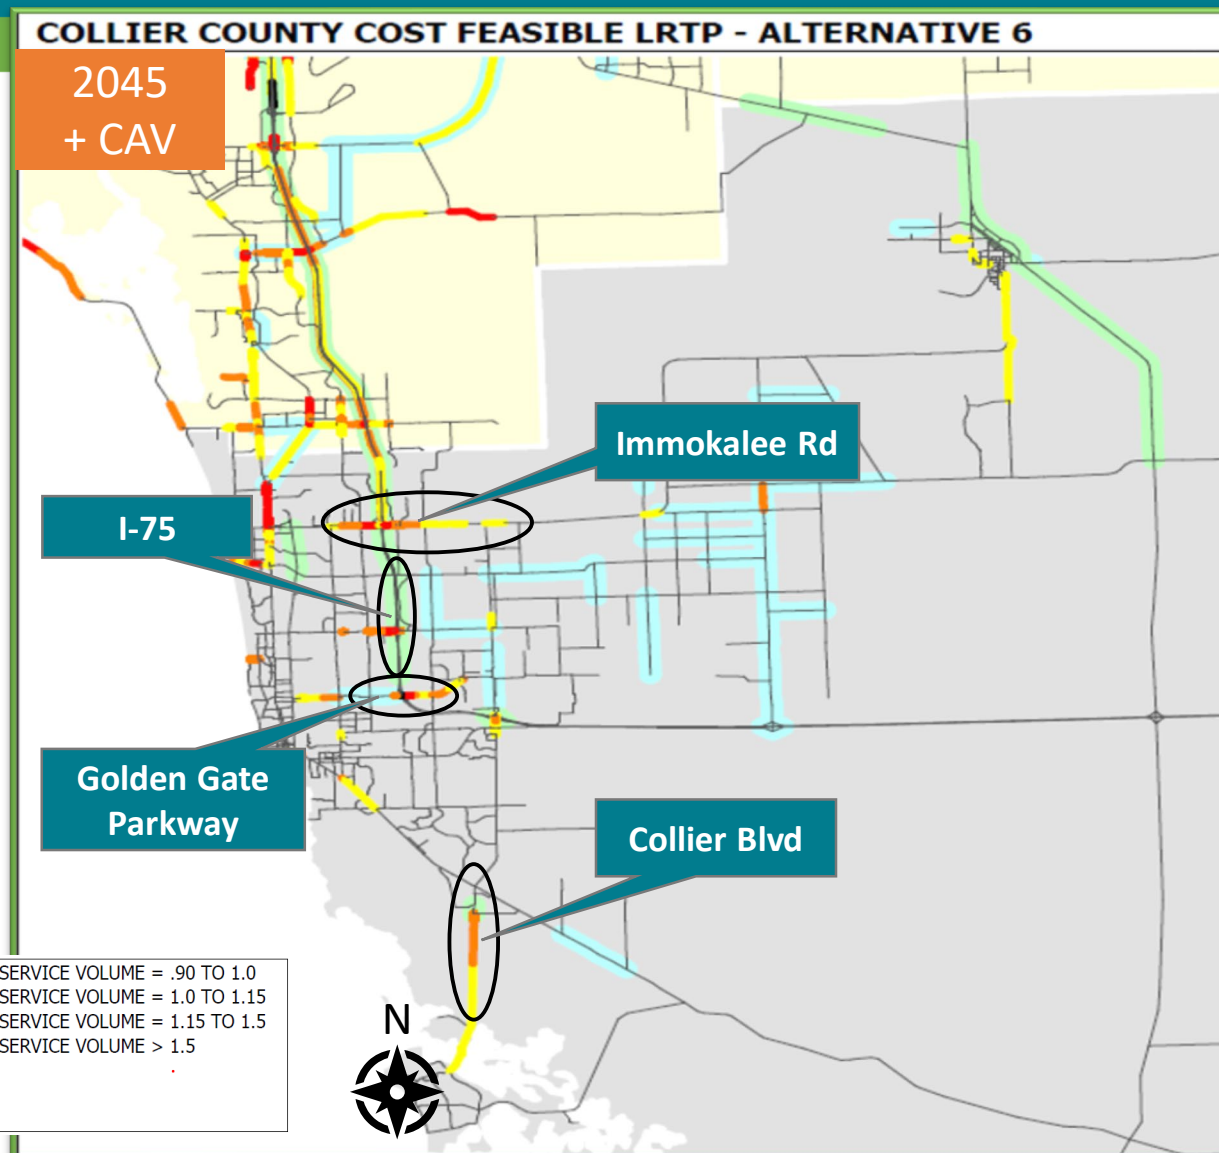 COLLIER COUNTY COST FEASIBLE LRTP - ALTERNATIVE 6
2045
+ CAV
Immokalee Rd
I-75
Golden Gate
Parkway
Collier Blvd
SERVICE VOLUME = .90 TO 1.0
SERVICE VOLUME = 1.0 TO 1.15
SERVICE VOLUME = 1.15 TO 1.5
SERVICE VOLUME > 1.5
N